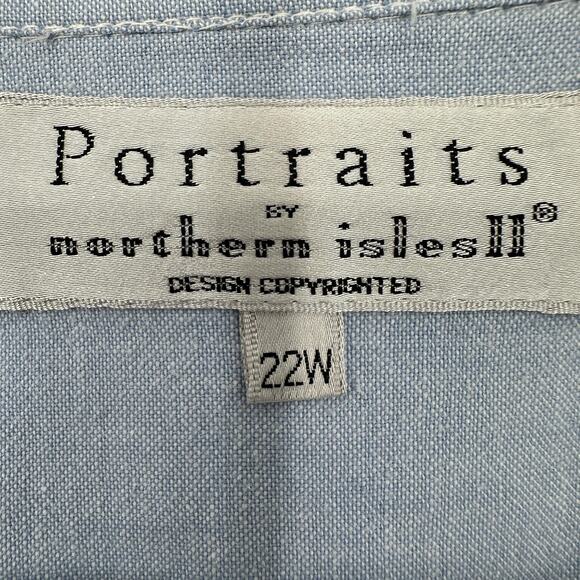 Portraits
BY
northern islesII®
DESIGN COPYRIGHTED
22W